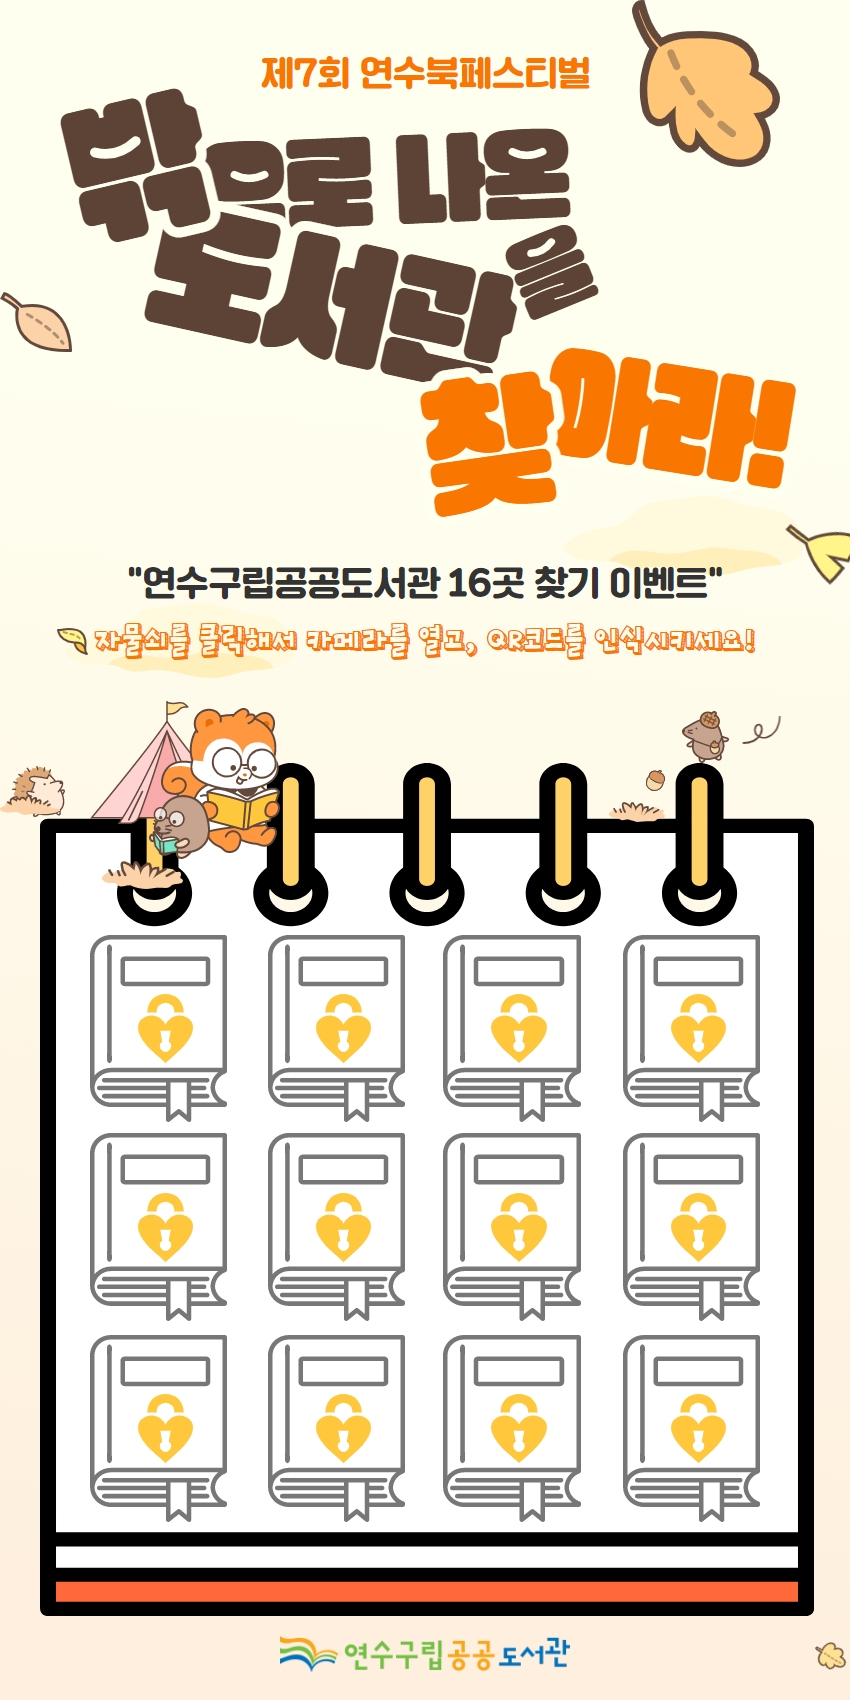 제7회 연수북페스티벌
밖으로 나온
도서관을
찾아라!
"연수구립공공도서관 16곳 찾기 이벤트"
자물쇠를 클릭해서 카메라를 열고, QR코드를 인식시키세요!
연수구립공공도서관